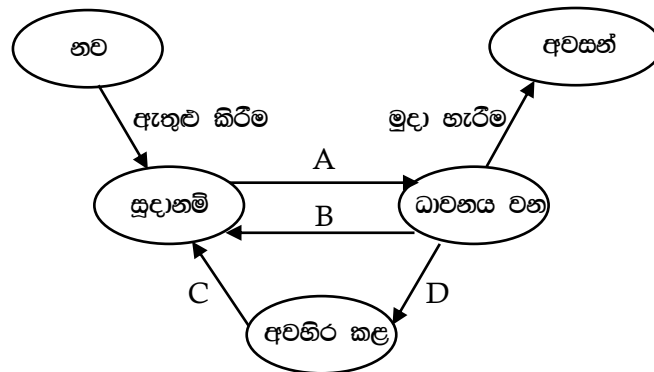 නව
අවසන්
ඇතුළු කිරීම
මුදා හැරීම
A
සූදානම්
ධාවනය වන
B
C
D
අවහිර කළ